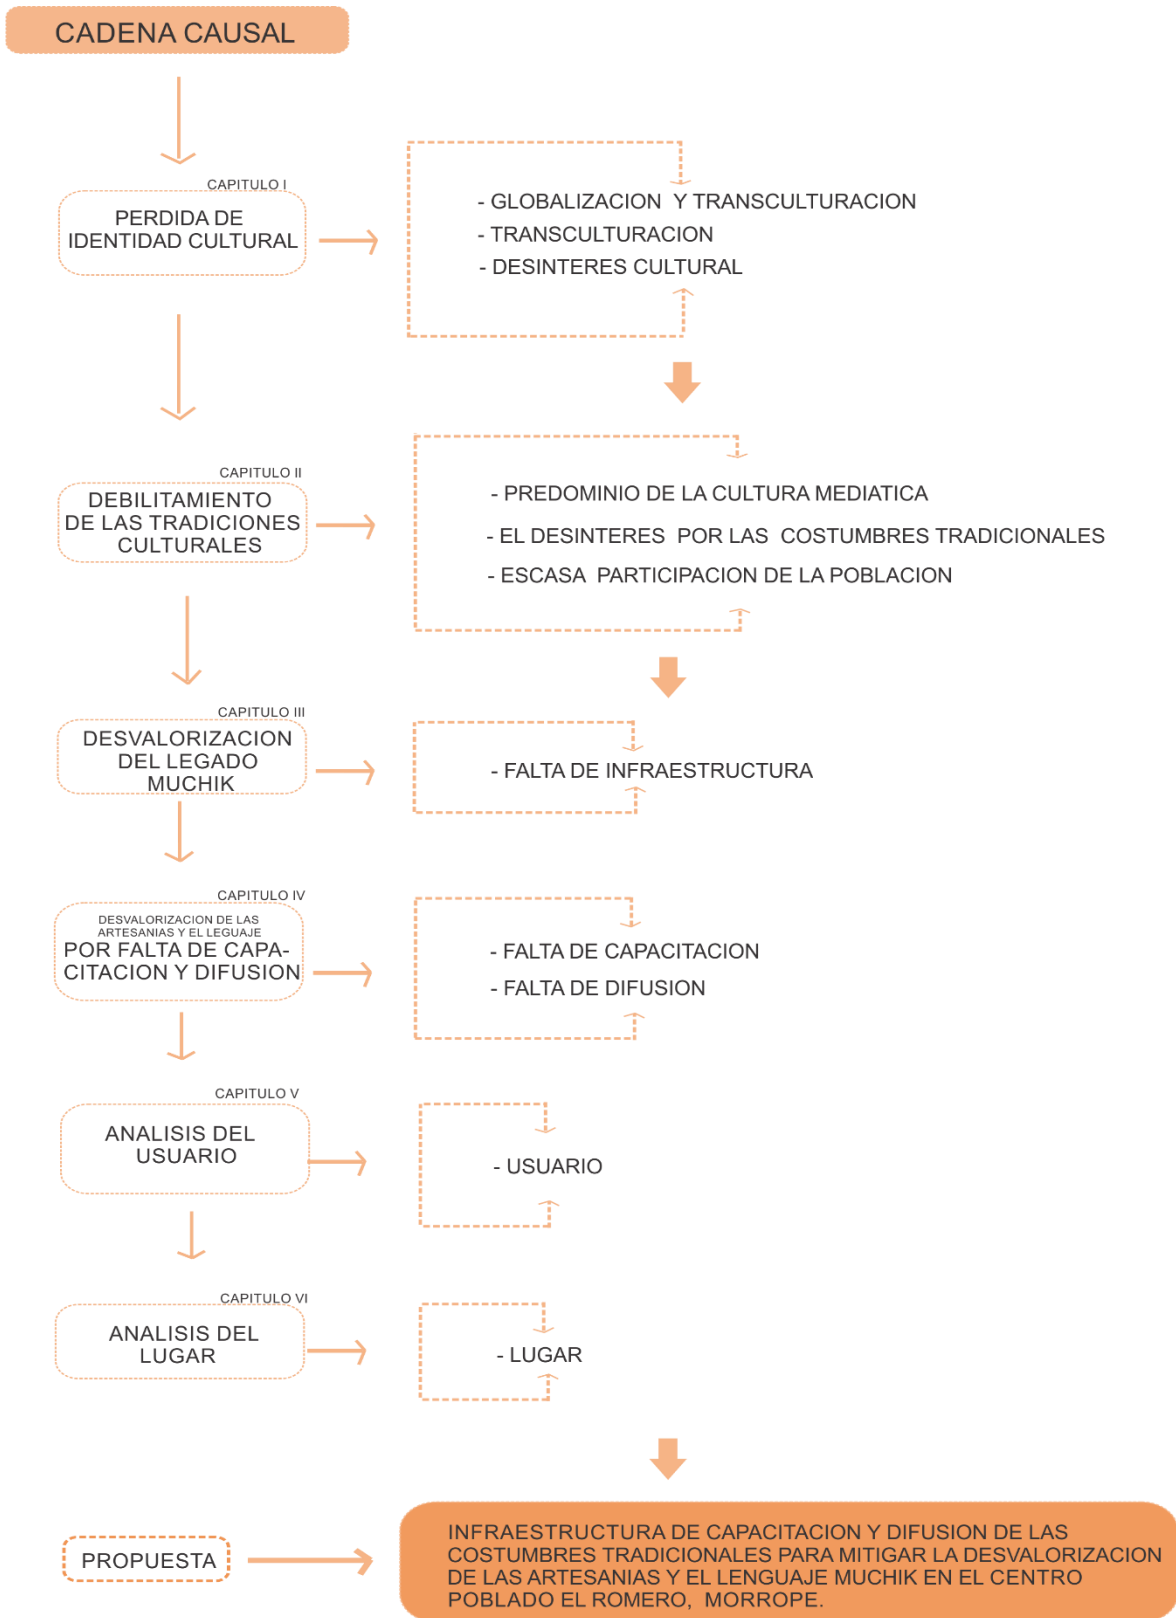 CADENA CAUSAL
CAPITULO I
PERDIDA DE
IDENTIDAD CULTURAL
- GLOBALIZACION Y TRANSCULTURACION
- TRANSCULTURACION
- DESINTERES CULTURAL
CAPITULO II
DEBILITAMIENTO
DE LAS TRADICIONES
CULTURALES
- PREDOMINIO DE LA CULTURA MEDIATICA
- EL DESINTERES POR LAS COSTUMBRES TRADICIONALES
- ESCASA PARTICIPACION DE LA POBLACION
CAPITULO III
DESVALORIZACION
DEL LEGADO
MUCHIK
- FALTA DE INFRAESTRUCTURA
CAPITULO IV
DESVALORIZACION DE LAS
ARTESANIAS Y EL LEGUAJE
POR FALTA DE CAPA-
CITACION Y DIFUSION
- FALTA DE CAPACITACION
- FALTA DE DIFUSION
CAPITULO V
ANALISIS DEL
USUARIO
- USUARIO
CAPITULO VI
ANALISIS DEL
LUGAR
- LUGAR
PROPUESTA
INFRAESTRUCTURA DE CAPACITACION Y DIFUSION DE LAS
COSTUMBRES TRADICIONALES PARA MITIGAR LA DESVALORIZACION
DE LAS ARTESANIAS Y EL LENGUAJE MUCHIK EN EL CENTRO
POBLADO EL ROMERO, MORROPE.